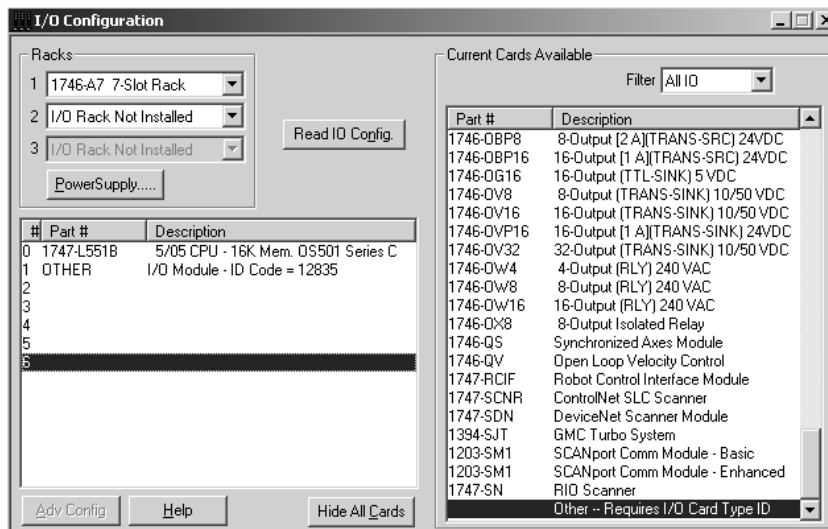 I/O Configuration
Racks
1 1746-A7 7-Slot Rack
2 I/O Rack Not Installed
3 I/O Rack Not Installed
PowerSupply.....
Read IO Config.
# Part # Description
0 1747-L551B 5/05 CPU - 16K Mem. OS501 Series C
1 OTHER I/O Module - ID Code = 12835
2
3
4
5
6
Adv Config
Help
Hide All Cards
Current Cards Available
Filter All IO
Part # Description
1746-OBP8 8-Output [2 A](TRANS-SRC) 24VDC
1746-OBP16 16-Output [1 A](TRANS-SRC) 24VDC
1746-OG16 16-Output (TTL-SINK) 5 VDC
1746-OV8 8-Output (TRANS-SINK) 10/50 VDC
1746-OV16 16-Output (TRANS-SINK) 10/50 VDC
1746-OVP16 16-Output [1 A](TRANS-SINK) 24VDC
1746-OV32 32-Output (TRANS-SINK) 10/50 VDC
1746-OW4 4-Output (RLY) 240 VAC
1746-OW8 8-Output (RLY) 240 VAC
1746-OW16 16-Output (RLY) 240 VAC
1746-OX8 8-Output Isolated Relay
1746-QS Synchronized Axes Module
1746-QV Open Loop Velocity Control
1747-RCIF Robot Control Interface Module
1747-SCNR ControlNet SLC Scanner
1747-SDN DeviceNet Scanner Module
1394-SJT GMC Turbo System
1203-SM1 SCANport Comm Module - Basic
1203-SM1 SCANport Comm Module - Enhanced
1747-SN RIO Scanner
Other -- Requires I/O Card Type ID